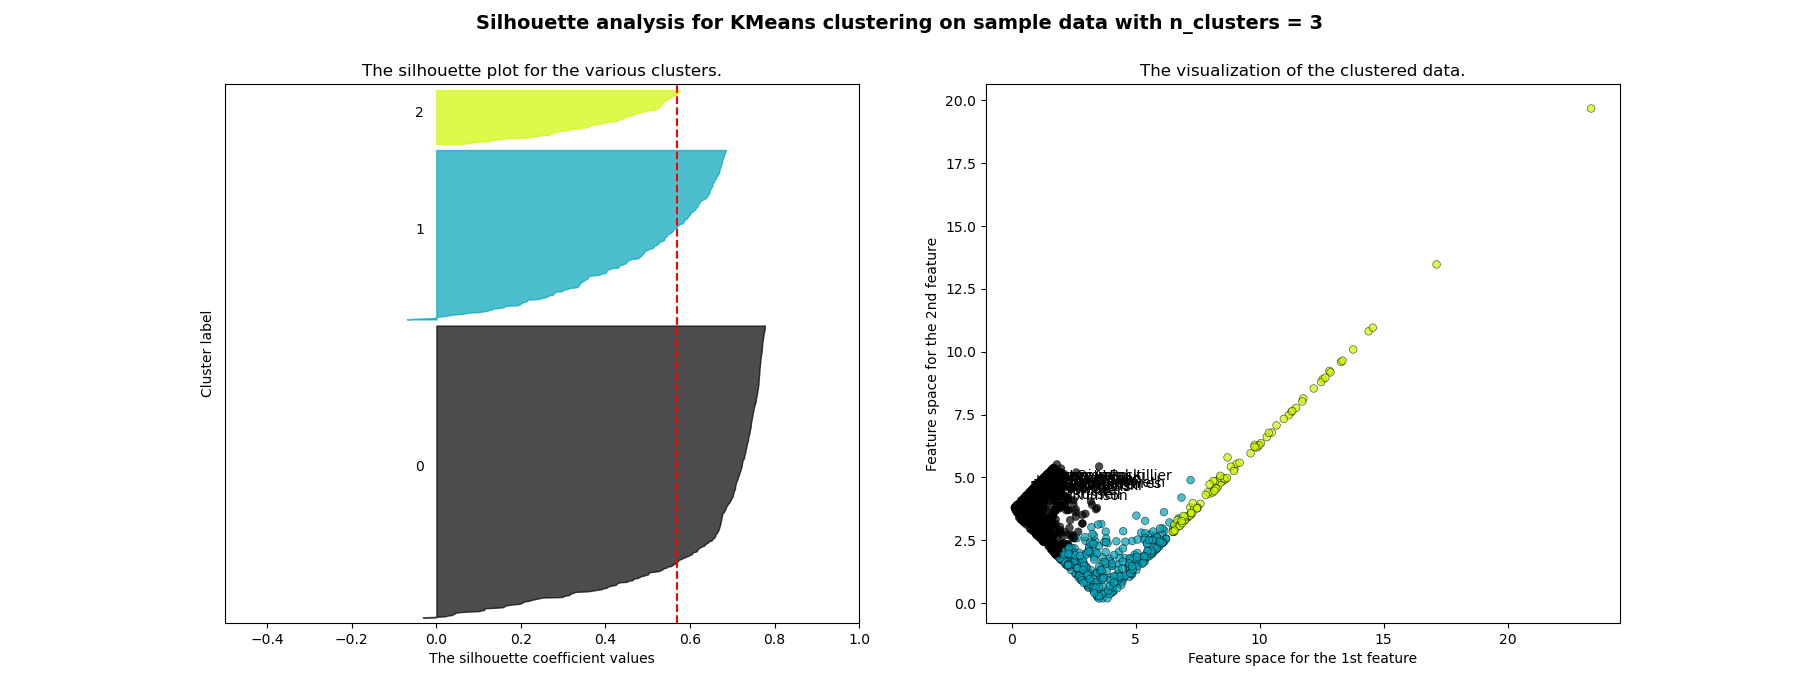 Silhouette analysis for KMeans clustering on sample data with n_clusters = 3
The silhouette plot for the various clusters.
2
1
0
Cluster label
−0.4 −0.2 0.0 0.2 0.4 0.6 0.8 1.0
The silhouette coefficient values
The visualization of the clustered data.
20.0
17.5
15.0
12.5
10.0
7.5
5.0
2.5
0.0
Feature space for the 2nd feature
0 5 10 15 20
Feature space for the 1st feature